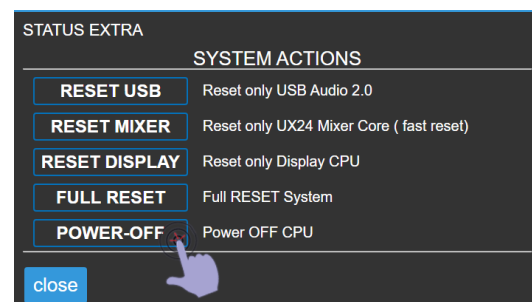 STATUS EXTRA
SYSTEM ACTIONS
RESET USB Reset only USB Audio 2.0
RESET MIXER Reset only UX24 Mixer Core ( fast reset)
RESET DISPLAY Reset only Display CPU
FULL RESET Full RESET System
POWER-OFF Power OFF CPU
close